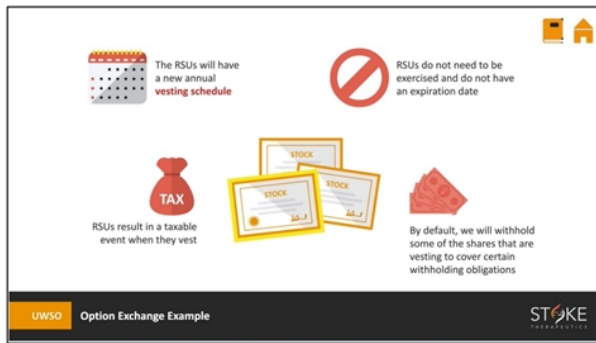 The RSUs will have
a new annual
vesting schedule
RSUs do not need to be
exercised and do not have
an expiration date
TAX
RSUs result in a taxable
event when they vest
STOCK
STOCK
STOCK
By default, we will withhold
some of the shares that are
vesting to cover certain
withholding obligations
UWSO
Option Exchange Example
STOKE
THERAPEUTICS